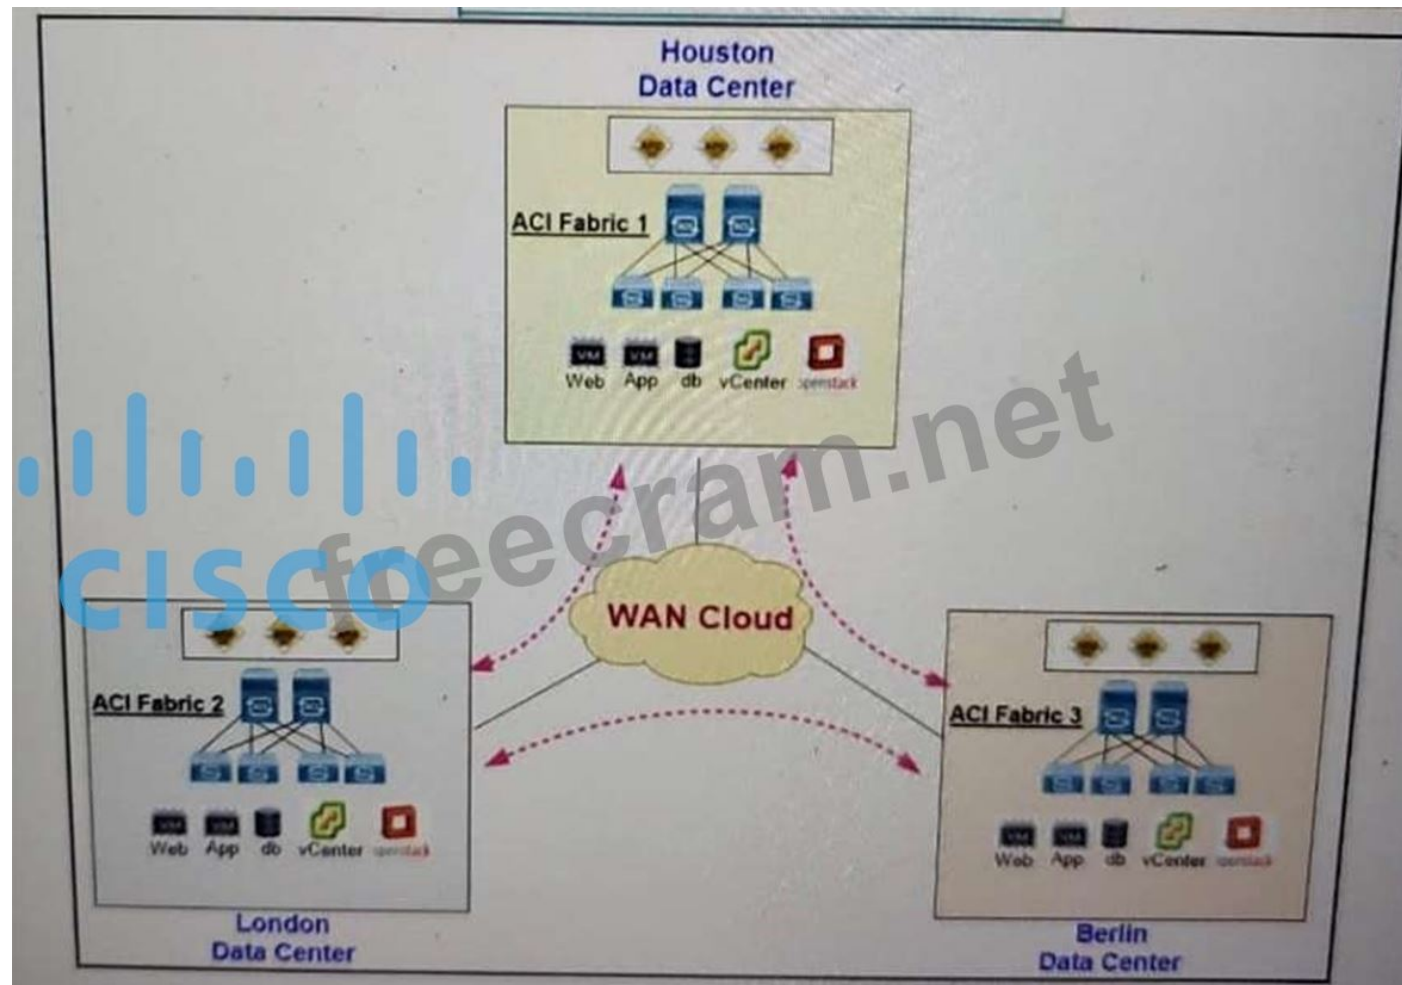 Houston
Data Center
ACI Fabric 1
VM VM
Web App db vCenter openstack
freecram.net
CISCO
WAN Cloud
ACI Fabric 2
VM VM
Web App db vCenter openstack
London
Data Center
ACI Fabric 3
VM VM
Web App db vCenter openstack
Berlin
Data Center